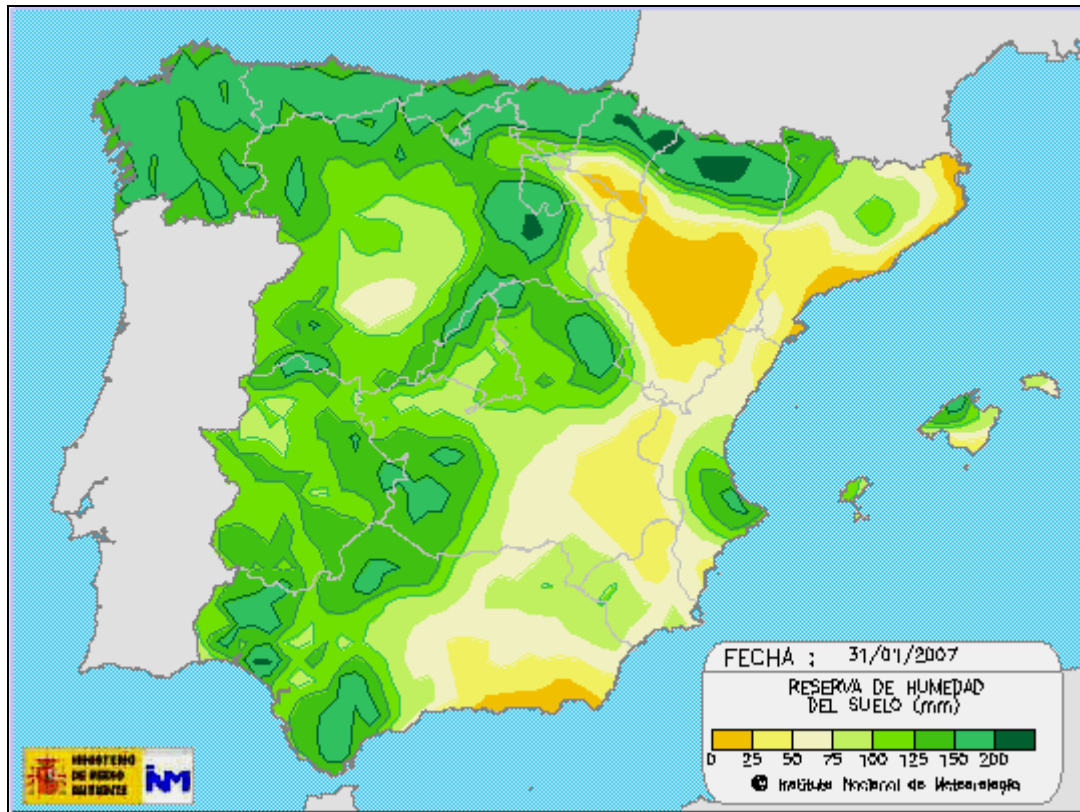 FECHA : 31/01/2007
RESERVA DE HUMEDAD
DEL SUELO (mm)
0 25 50 75 100 125 150 200
© Instituto Nacional de Meteorología
MINISTERIO
DE MEDIO
AMBIENTE
INM